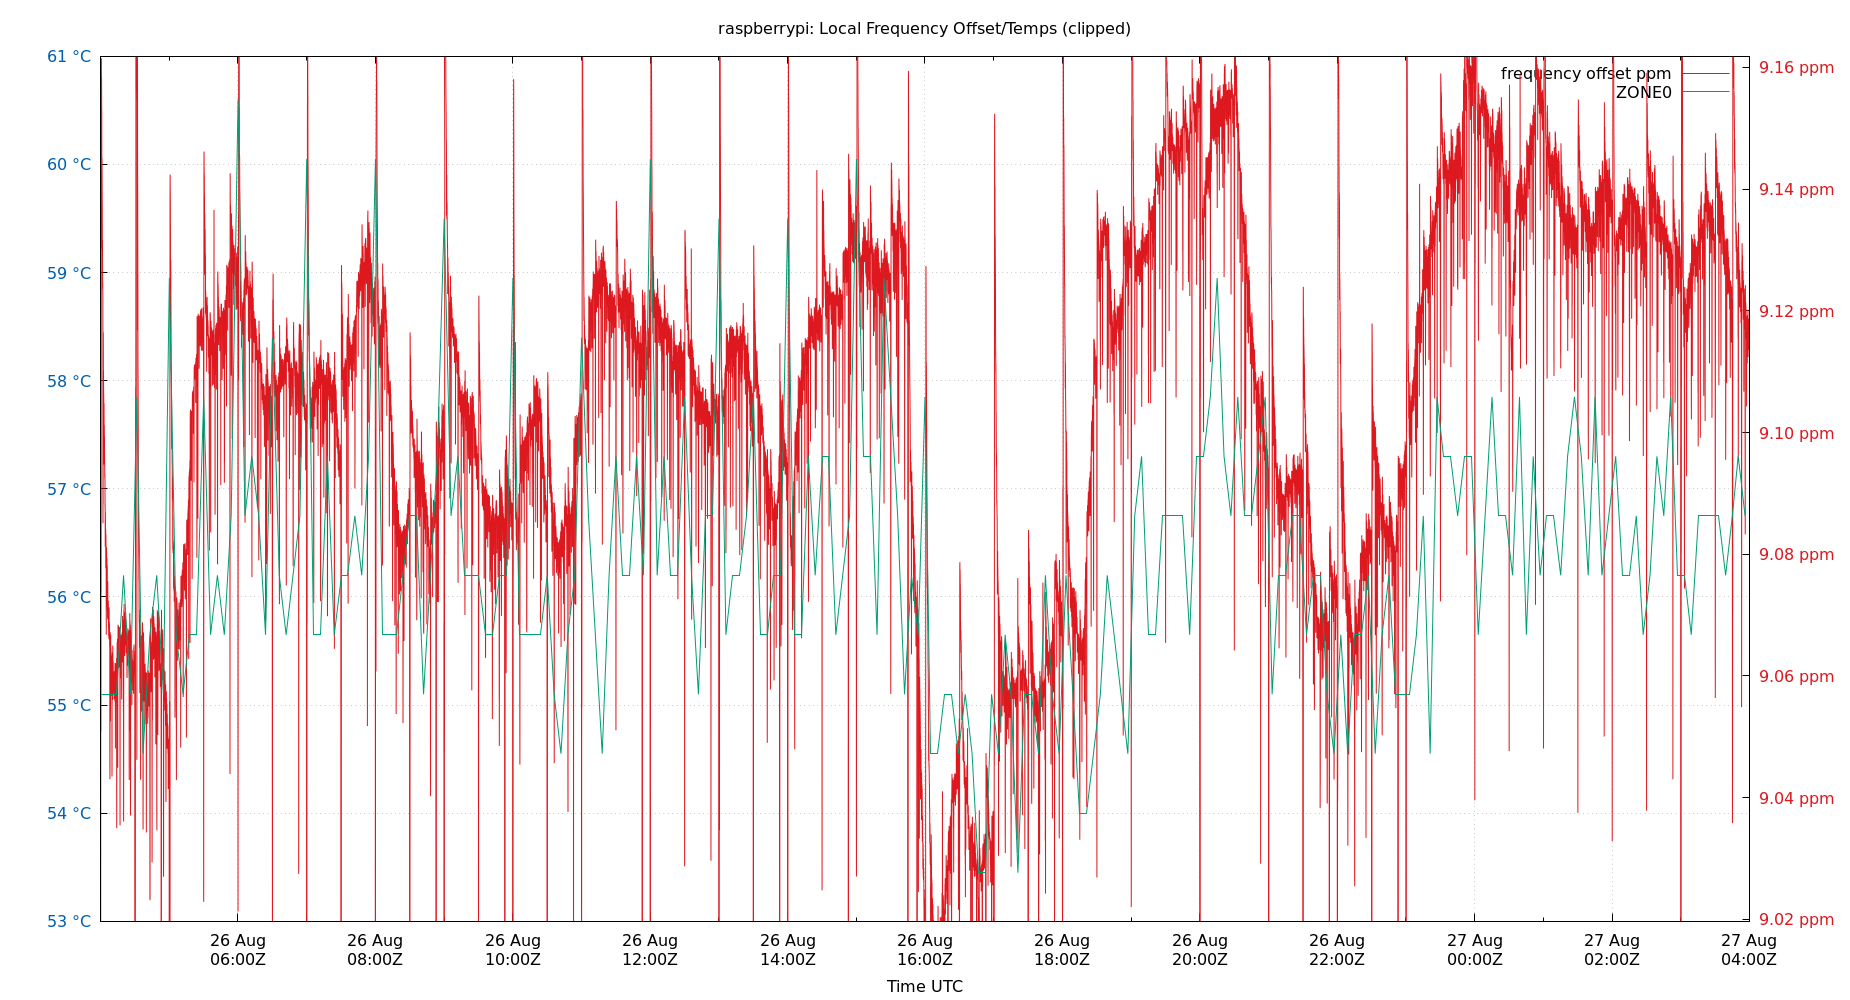 raspberrypi: Local Frequency Offset/Temps (clipped)
61 °C
60 °C
59 °C
58 °C
57 °C
56 °C
55 °C
54 °C
53 °C
9.16 ppm
9.14 ppm
9.12 ppm
9.10 ppm
9.08 ppm
9.06 ppm
9.04 ppm
9.02 ppm
frequency offset ppm
ZONE0
26 Aug
06:00Z
26 Aug
08:00Z
26 Aug
10:00Z
26 Aug
12:00Z
26 Aug
14:00Z
26 Aug
16:00Z
26 Aug
18:00Z
26 Aug
20:00Z
26 Aug
22:00Z
27 Aug
00:00Z
27 Aug
02:00Z
27 Aug
04:00Z
Time UTC